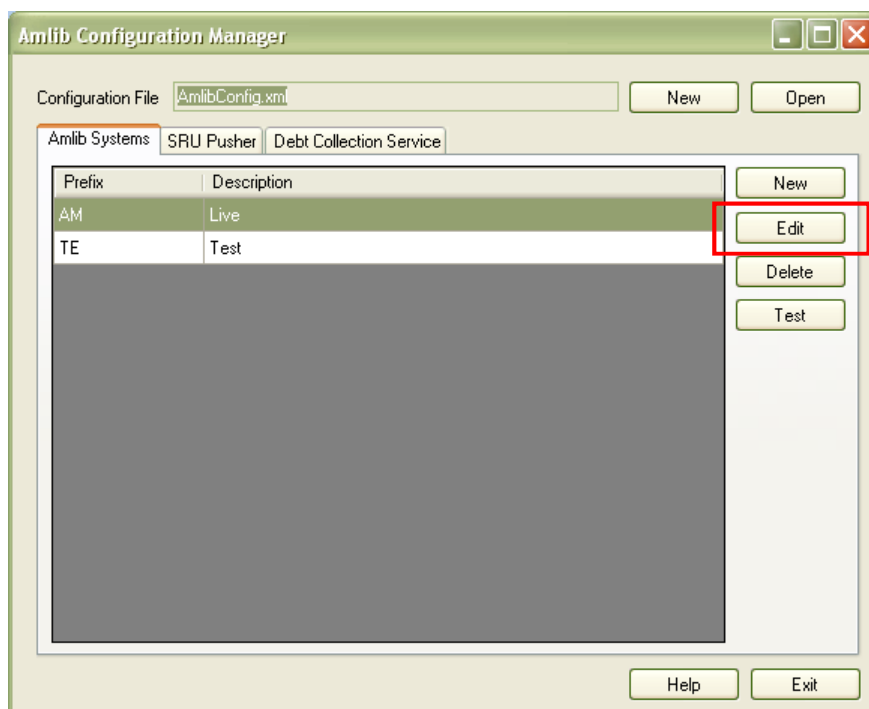 Amlib Configuration Manager
Configuration File AmlibConfig.xml New Open
Amlib Systems SRU Pusher Debt Collection Service
Prefix Description New
AM Live Edit
TE Test
Delete
Test
Help Exit